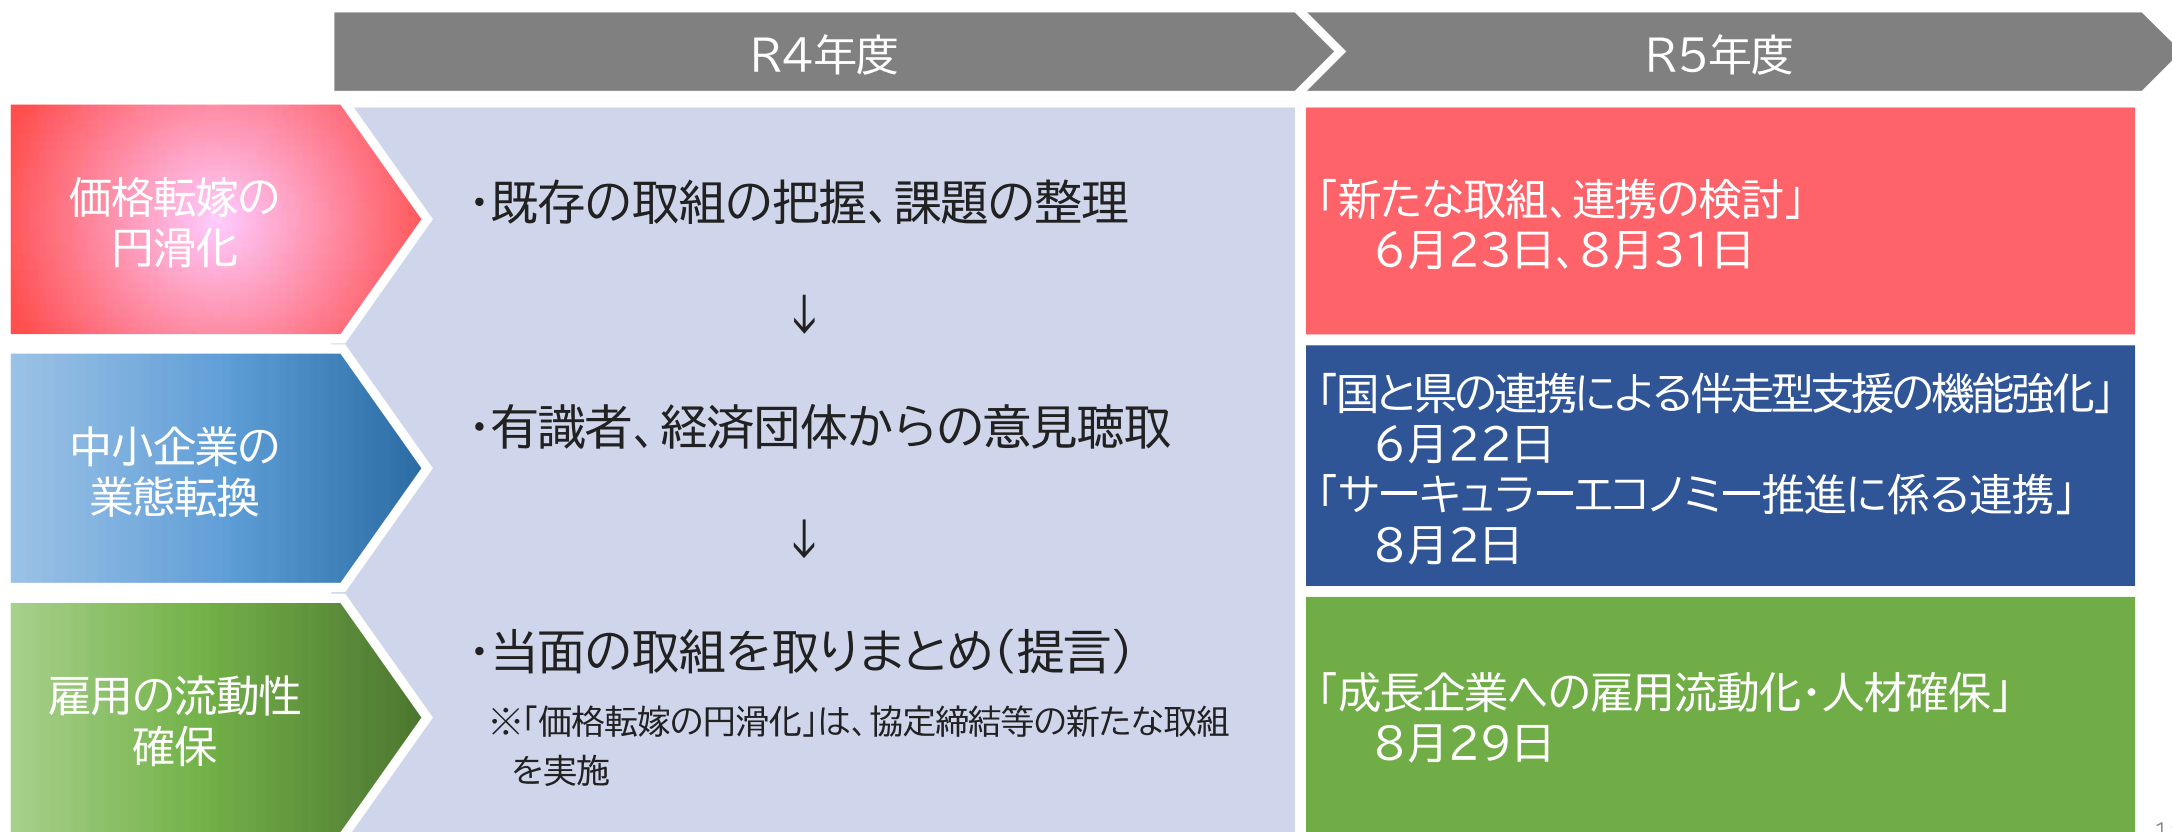 R4年度
R5年度
価格転嫁の
円滑化
・既存の取組の把握、課題の整理
↓
「新たな取組、連携の検討」
6月23日、8月31日
中小企業の
業態転換
・有識者、経済団体からの意見聴取
↓
「国と県の連携による伴走型支援の機能強化」
6月22日
「サーキュラーエコノミー推進に係る連携」
8月2日
雇用の流動性
確保
・当面の取組を取りまとめ(提言)
※「価格転嫁の円滑化」は、協定締結等の新たな取組
を実施
「成長企業への雇用流動化・人材確保」
8月29日